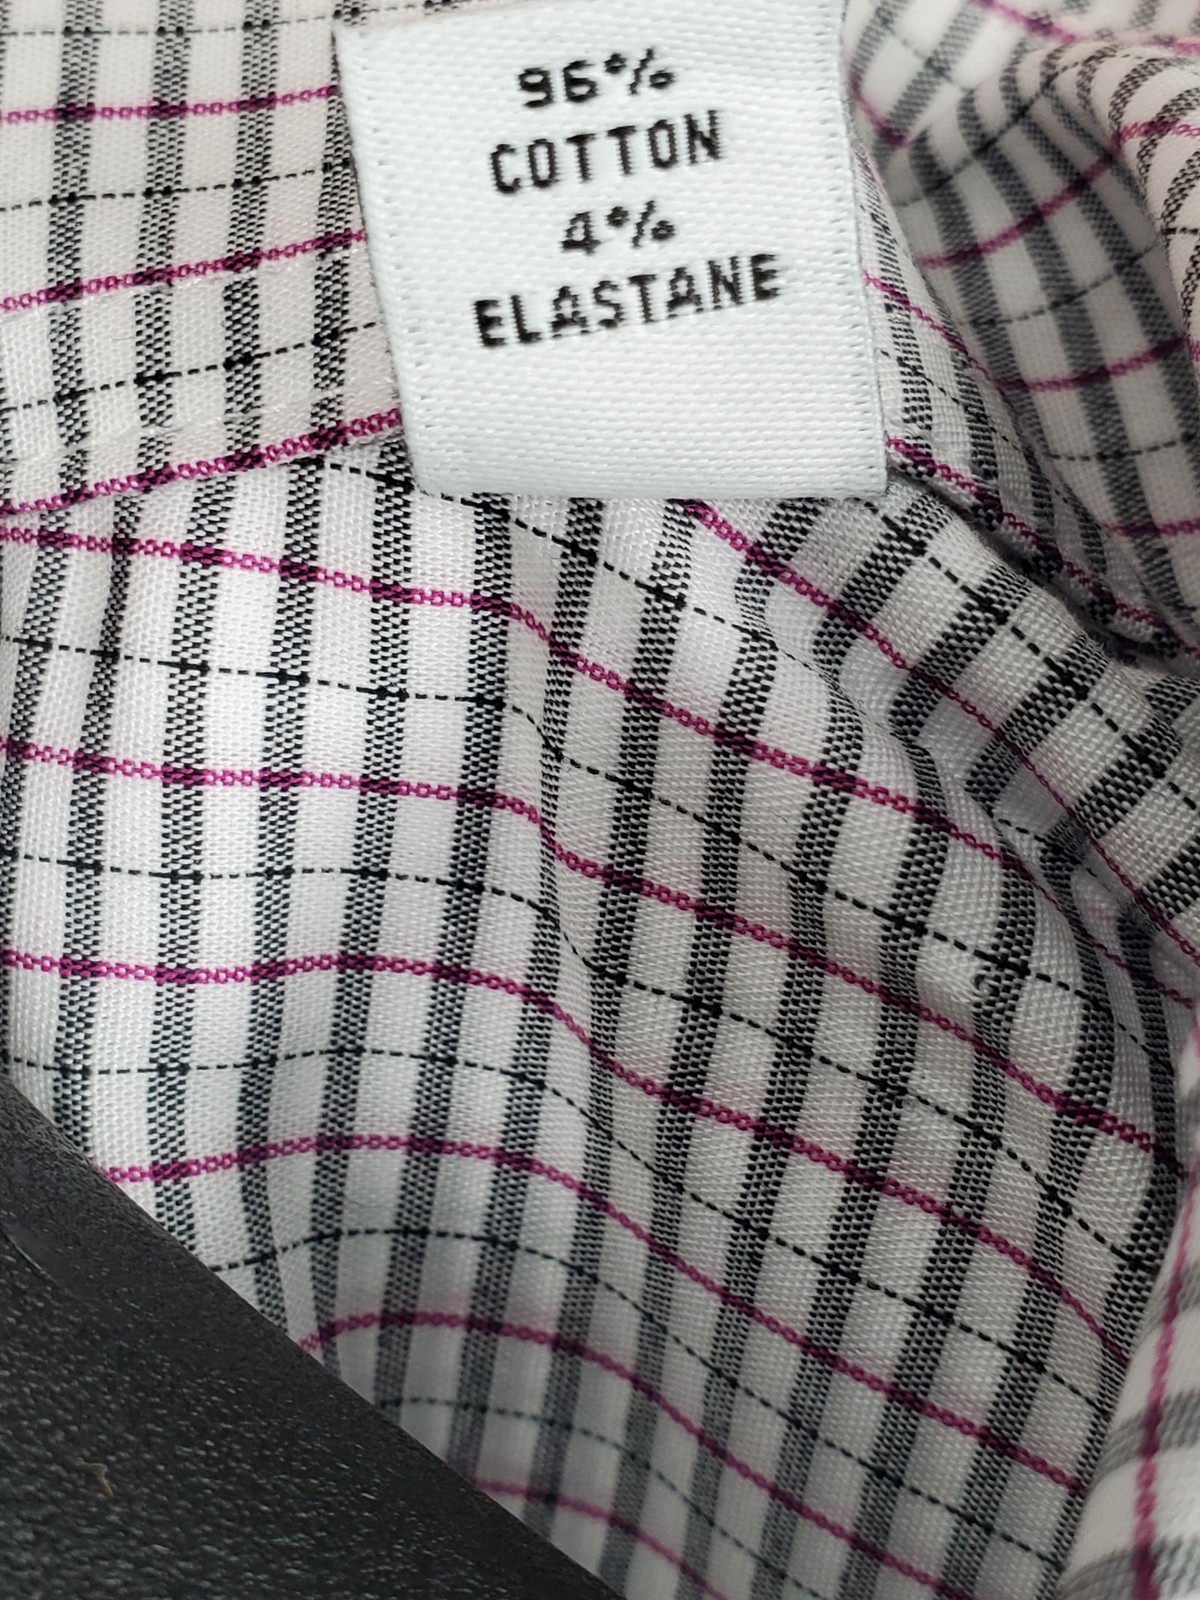 96%
COTTON
4%
ELASTANE